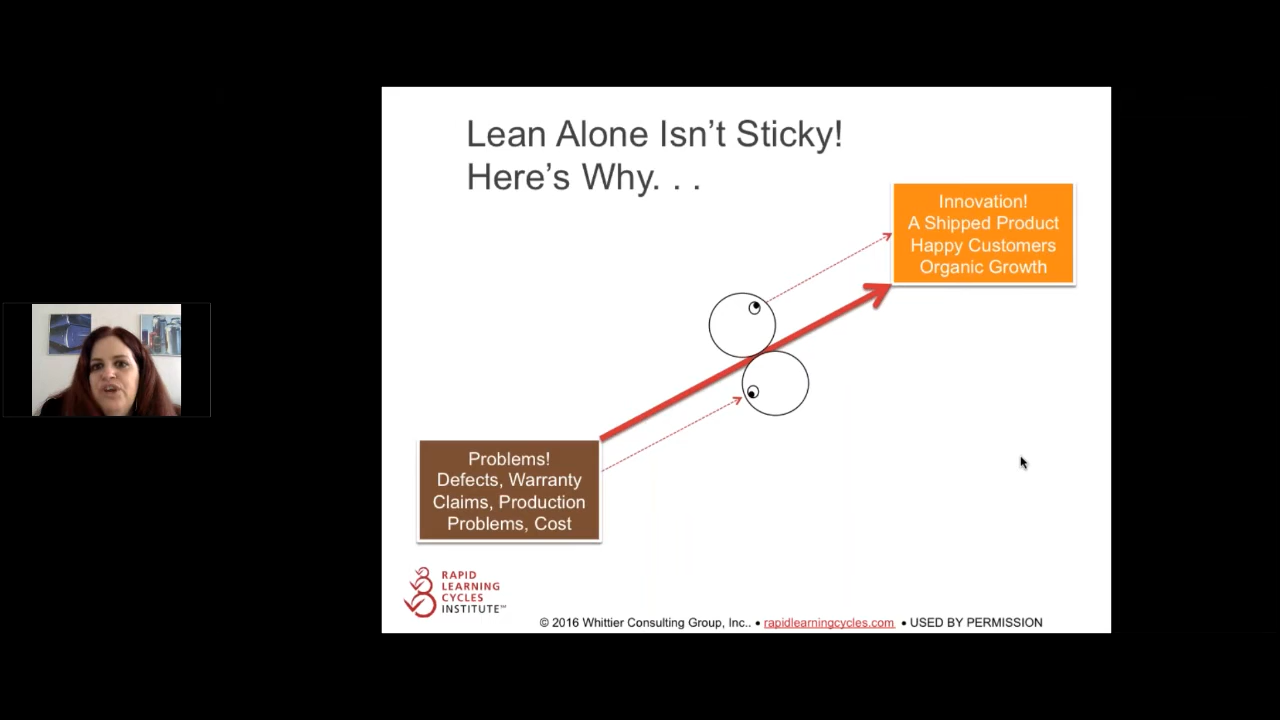 Lean Alone Isn't Sticky!
Here's Why. . .
Innovation!
A Shipped Product
Happy Customers
Organic Growth
Problems!
Defects, Warranty
Claims, Production
Problems, Cost
RAPID
LEARNING
CYCLES
INSTITUTE™
© 2016 Whittier Consulting Group, Inc.. • rapidlearningcycles.com • USED BY PERMISSION